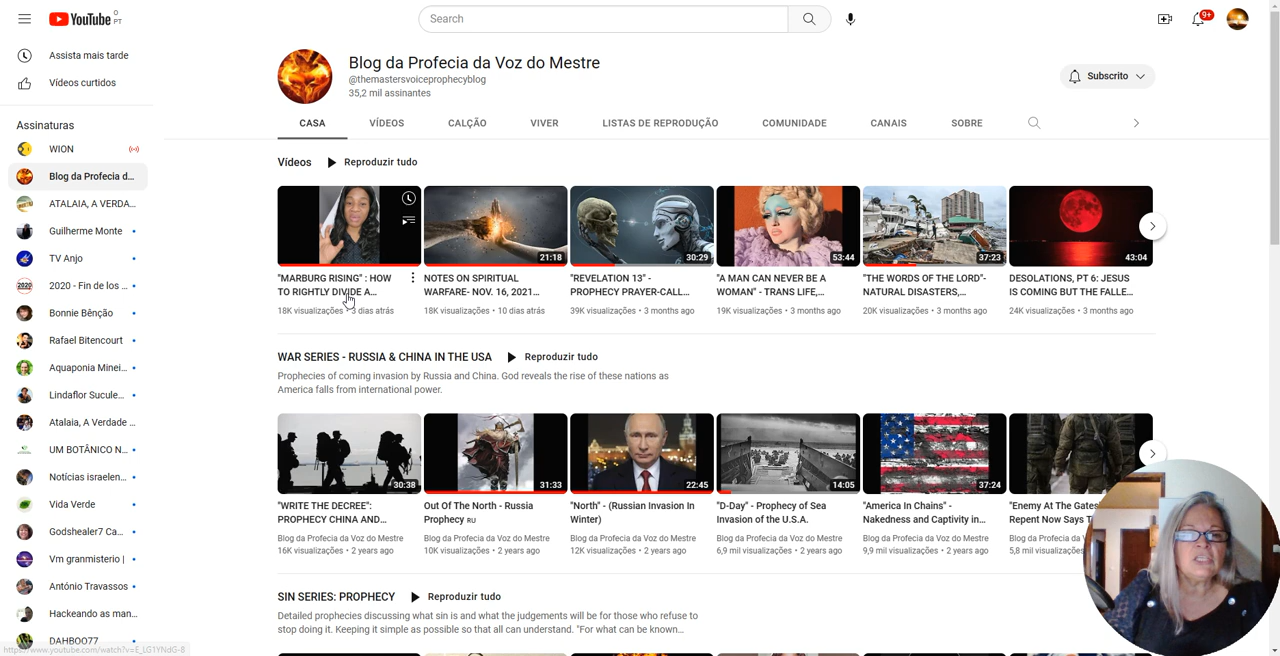 YouTube PT
Search
9+
Assista mais tarde
Vídeos curtidos
Assinaturas
WION
Blog da Profecia d...
ATALAIA, A VERDA...
Guilherme Monte
TV Anjo
2020 - Fin de los ...
Bonnie Bênção
Rafael Bitencourt
Aquaponia Minei...
Lindaflor Sucule...
Atalaia, A Verdade ...
UM BOTÂNICO N...
Notícias israelen...
Vida Verde
Godshealer7 Ca...
Vm granmisterio |
António Travassos
Hackeando as man...
DAHBOO77
https://www.youtube.com/watch?v=E_LG1YNdG-8
Blog da Profecia da Voz do Mestre
@themastersvoiceprophecyblog
35,2 mil assinantes
Subscrito
CASA VÍDEOS CALÇÃO VIVER LISTAS DE REPRODUÇÃO COMUNIDADE CANAIS SOBRE
Vídeos Reproduzir tudo
21:18 30:29 53:44 37:23 43:04
"MARBURG RISING" : HOW
TO RIGHTLY DIVIDE A...
18K visualizações • 3 dias atrás
NOTES ON SPIRITUAL
WARFARE- NOV. 16, 2021...
18K visualizações • 10 dias atrás
"REVELATION 13" -
PROPHECY PRAYER-CALL...
39K visualizações • 3 months ago
"A MAN CAN NEVER BE A
WOMAN" - TRANS LIFE,...
19K visualizações • 3 months ago
"THE WORDS OF THE LORD"-
NATURAL DISASTERS,...
20K visualizações • 3 months ago
DESOLATIONS, PT 6: JESUS
IS COMING BUT THE FALLE...
24K visualizações • 3 months ago
WAR SERIES - RUSSIA & CHINA IN THE USA Reproduzir tudo
Prophecies of coming invasion by Russia and China. God reveals the rise of these nations as
America falls from international power.
30:38 31:33 22:45 14:05 37:24
"WRITE THE DECREE":
PROPHECY CHINA AND...
Blog da Profecia da Voz do Mestre
16K visualizações • 2 years ago
Out Of The North - Russia
Prophecy RU
Blog da Profecia da Voz do Mestre
10K visualizações • 2 years ago
"North" - (Russian Invasion In
Winter)
Blog da Profecia da Voz do Mestre
12K visualizações • 2 years ago
"D-Day" - Prophecy of Sea
Invasion of the U.S.A.
Blog da Profecia da Voz do Mestre
6,9 mil visualizações • 2 years ago
"America In Chains" -
Nakedness and Captivity in...
Blog da Profecia da Voz do Mestre
9,9 mil visualizações • 2 years ago
"Enemy At The Gates
Repent Now Says
Blog da Profecia da
5,8 mil visualizaçõ
SIN SERIES: PROPHECY Reproduzir tudo
Detailed prophecies discussing what sin is and what the judgements will be for those who refuse to
stop doing it. Keeping it simple as possible so that all can understand. "For what can be known...